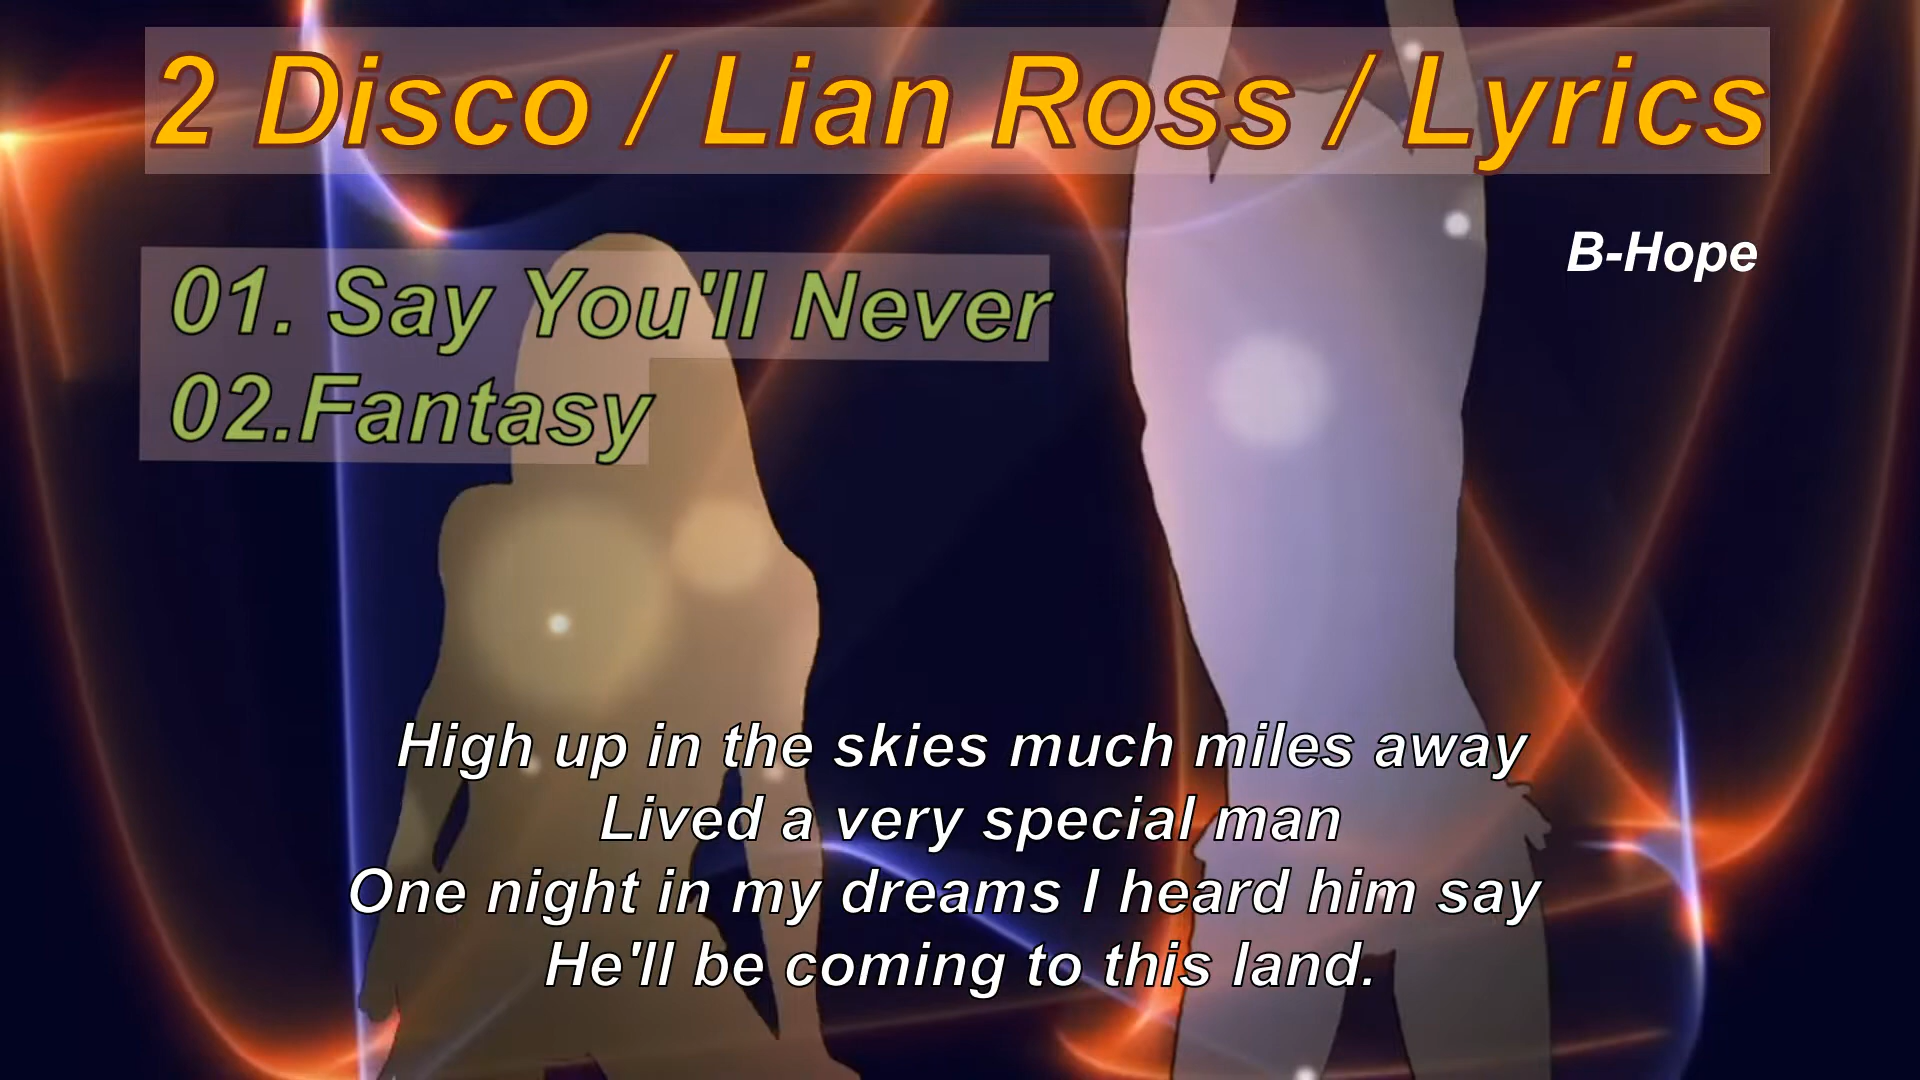 2 Disco / Lian Ross / Lyrics
B-Hope
01. Say You'll Never
02.Fantasy
High up in the skies much miles away
Lived a very special man
One night in my dreams I heard him say
He'll be coming to this land.